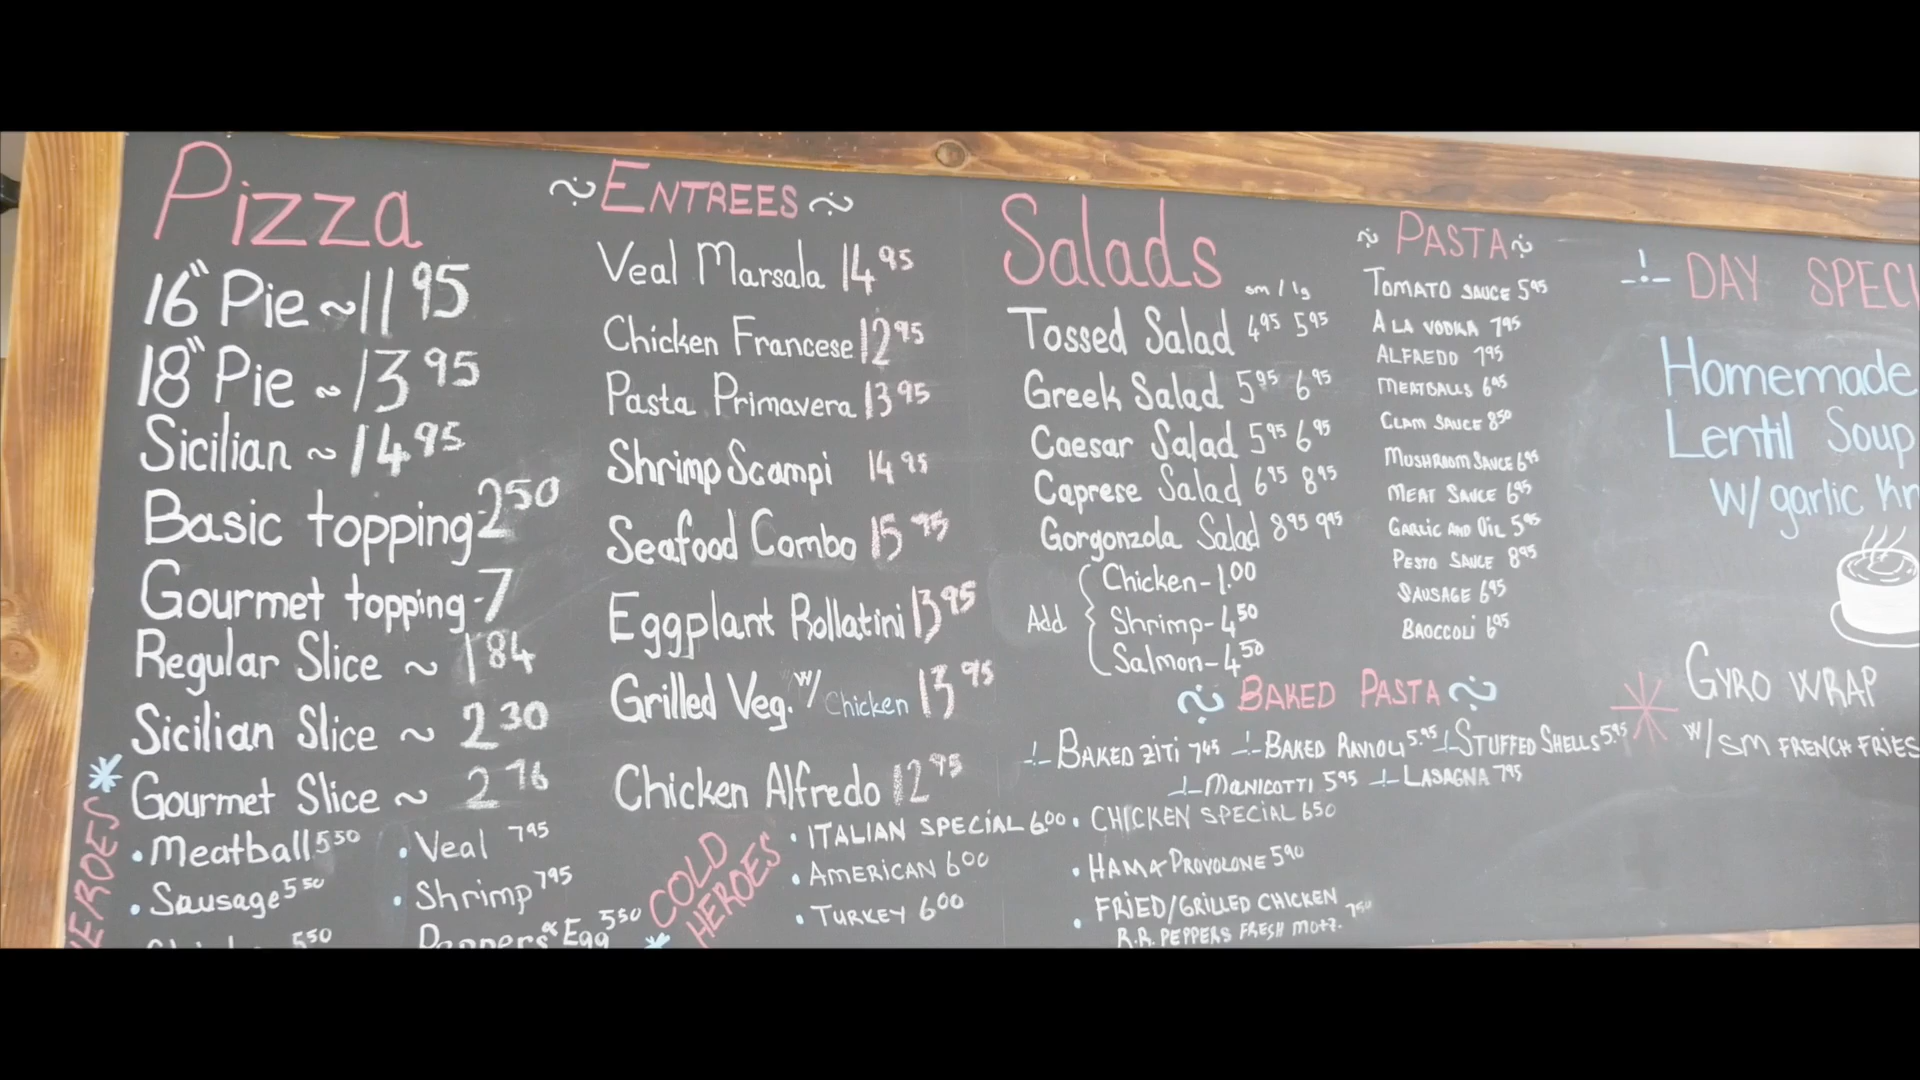 Pizza
16" Pie ~ 11 95
18" Pie ~ 13 95
Sicilian ~ 14.95
Basic topping - 2 50
Gourmet topping - 7
Regular Slice ~ 1 84
Sicilian Slice ~ 2 30
Gourmet Slice ~ 2 76
ENTREES
Veal Marsala 14 95
Chicken Francese 12 95
Pasta Primavera 13 95
Shrimp Scampi 14 95
Seafood Combo 15 95
Eggplant Rollatini 13 95
Grilled Veg. w/ Chicken 13 95
Chicken Alfredo 12 95
Salads
sm / lg
Tossed Salad 4 95 5 95
Greek Salad 5 95 6 95
Caesar Salad 5 95 6 95
Caprese Salad 6 95 8 95
Gorgonzola Salad 8 95 9 95
Add
Chicken - 1.00
Shrimp - 4 50
Salmon - 4 50
PASTA
TOMATO SAUCE 5 95
A LA VODKA 7 95
ALFREDO 7 95
MEATBALLS 6 95
CLAM SAUCE 8 50
MUSHROOM SAUCE 6 95
MEAT SAUCE 6 95
GARLIC AND OIL 5 95
PESTO SAUCE 8 95
SAUSAGE 6 95
BROCCOLI 6 95
BAKED PASTA
BAKED ZITI 7 45 BAKED RAVIOLI 5.95 STUFFED SHELLS 5.95
MANICOTTI 5 95 LASAGNA 7 95
DAY SPECI
Homemade
Lentil Soup
W/ garlic Kn
GYRO WRAP
W/ SM FRENCH FRIES
EROES
• Meatball 5 50
• Sausage 5 50
5 50
• Veal 7 95
• Shrimp 7 95
Peppers & Egg 5 50
COLD
HEROES
• ITALIAN SPECIAL 6.00
• AMERICAN 6 00
• TURKEY 6 00
• CHICKEN SPECIAL 6 50
• HAM & PROVOLONE 5 90
• FRIED/GRILLED CHICKEN
R.R. PEPPERS FRESH MOZZ. 7 50